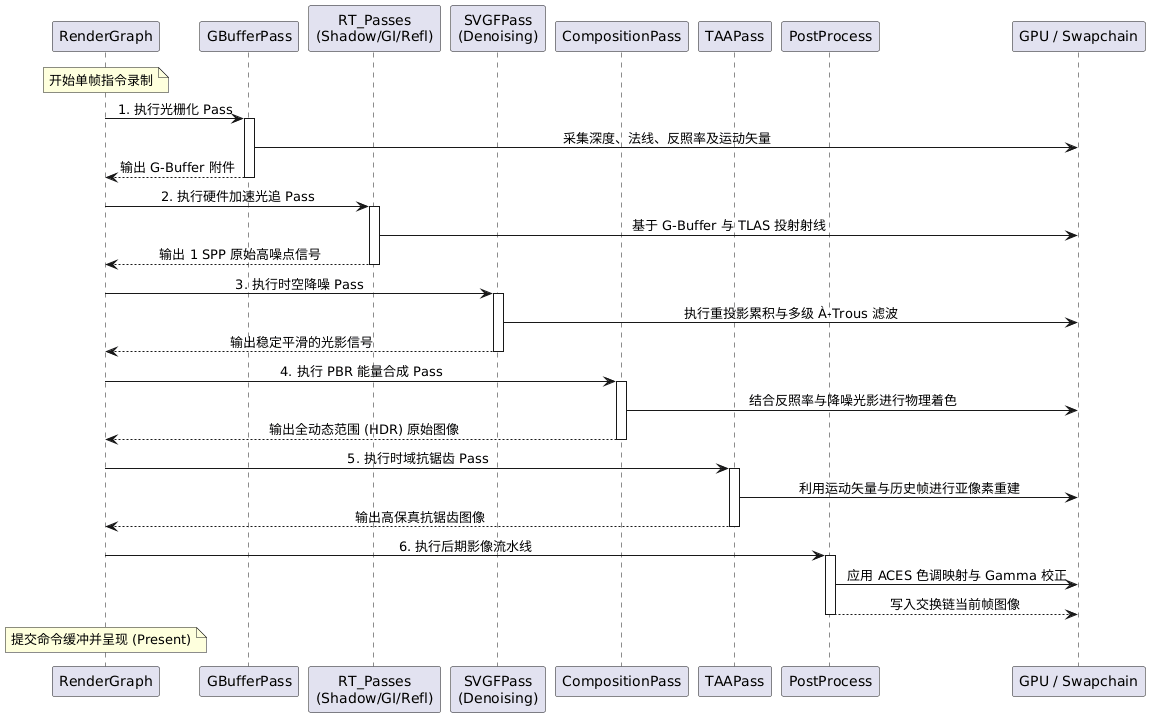 RenderGraph
GBufferPass
RT_Passes
(Shadow/GI/Refl)
SVGFPass
(Denoising)
CompositionPass
TAAPass
PostProcess
GPU / Swapchain
开始单帧指令录制
1. 执行光栅化 Pass
采集深度、法线、反照率及运动矢量
输出 G-Buffer 附件
2. 执行硬件加速光追 Pass
基于 G-Buffer 与 TLAS 投射射线
输出 1 SPP 原始高噪点信号
3. 执行时空降噪 Pass
执行重投影累积与多级 À-Trous 滤波
输出稳定平滑的光影信号
4. 执行 PBR 能量合成 Pass
结合反照率与降噪光影进行物理着色
输出全动态范围 (HDR) 原始图像
5. 执行时域抗锯齿 Pass
利用运动矢量与历史帧进行亚像素重建
输出高保真抗锯齿图像
6. 执行后期影像流水线
应用 ACES 色调映射与 Gamma 校正
写入交换链当前帧图像
提交命令缓冲并呈现 (Present)
RenderGraph
GBufferPass
RT_Passes
(Shadow/GI/Refl)
SVGFPass
(Denoising)
CompositionPass
TAAPass
PostProcess
GPU / Swapchain